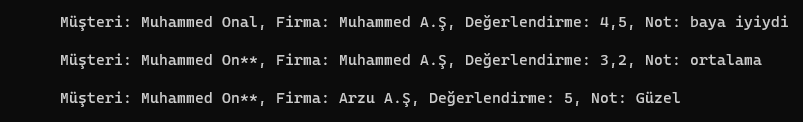 Müşteri: Muhammed Onal, Firma: Muhammed A.Ş, Değerlendirme: 4,5, Not: baya iyiydi
Müşteri: Muhammed On**, Firma: Muhammed A.Ş, Değerlendirme: 3,2, Not: ortalama
Müşteri: Muhammed On**, Firma: Arzu A.Ş, Değerlendirme: 5, Not: Güzel